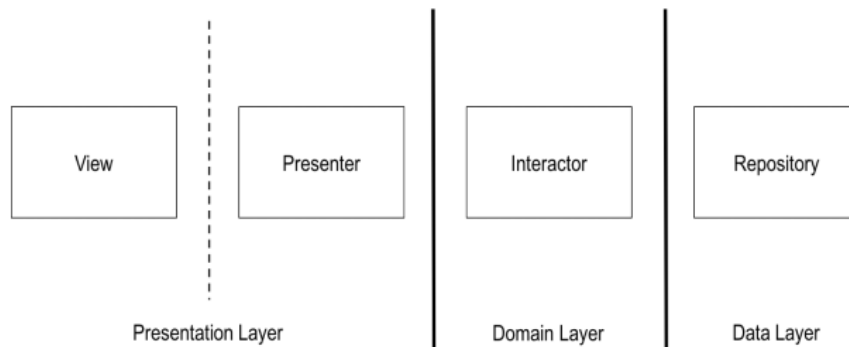 View
Presenter
Interactor
Repository
Presentation Layer
Domain Layer
Data Layer